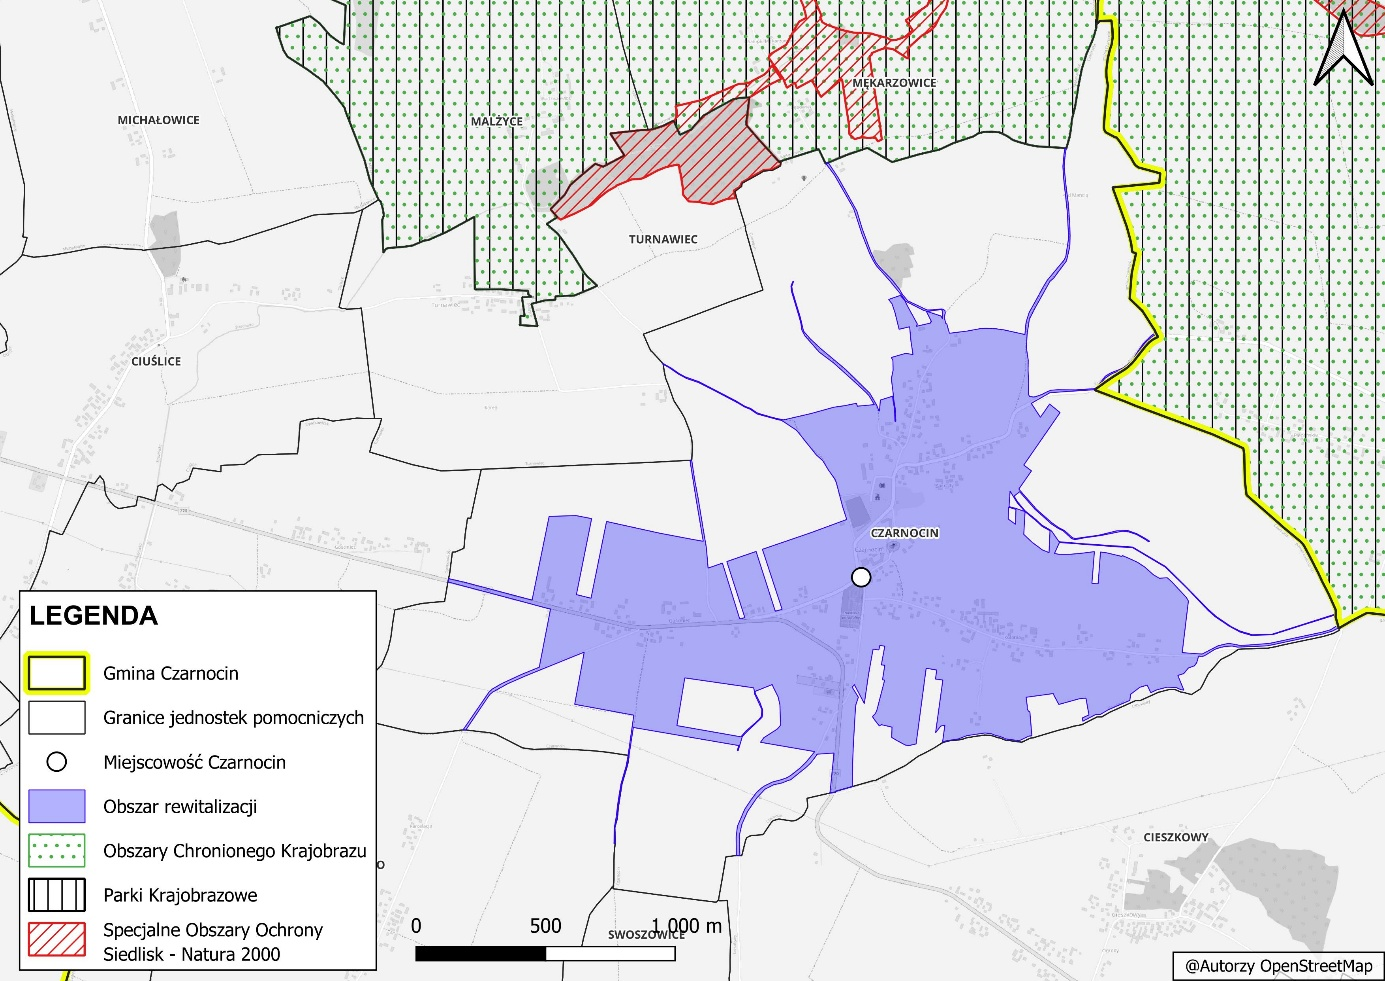 MICHAŁOWICE
MAŁŻYCE
MĘKARZOWICE
TURNAWIEC
CIUŚLICE
CZARNOCIN
CIESZKOWY
SWOSZOWICE
LEGENDA
Gmina Czarnocin
Granice jednostek pomocniczych
Miejscowość Czarnocin
Obszar rewitalizacji
Obszary Chronionego Krajobrazu
Parki Krajobrazowe
Specjalne Obszary Ochrony
Siedlisk - Natura 2000
O
0 500 1 000 m
@Autorzy OpenStreetMap